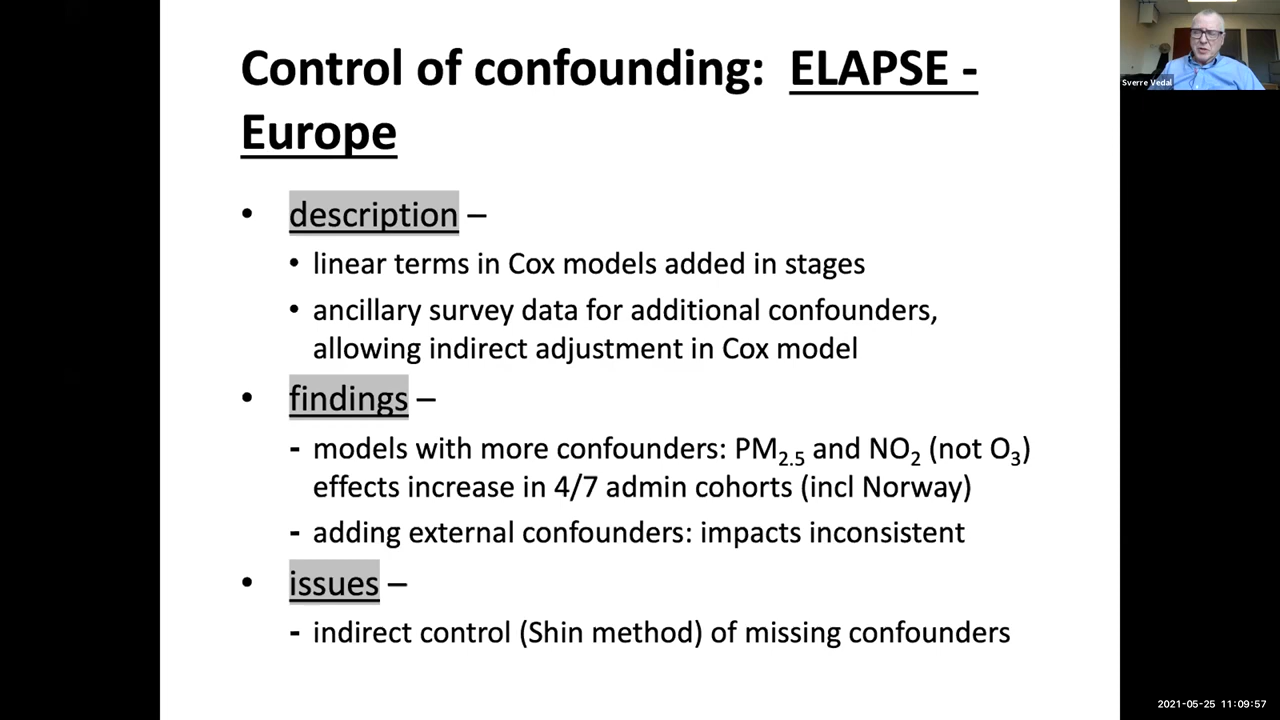 Control of confounding: ELAPSE -
Europe
• description –
• linear terms in Cox models added in stages
• ancillary survey data for additional confounders,
allowing indirect adjustment in Cox model
• findings –
- models with more confounders: PM2.5 and NO2 (not O3)
effects increase in 4/7 admin cohorts (incl Norway)
- adding external confounders: impacts inconsistent
• issues –
- indirect control (Shin method) of missing confounders
Sverre Vedal
2021-05-25 11:09:57